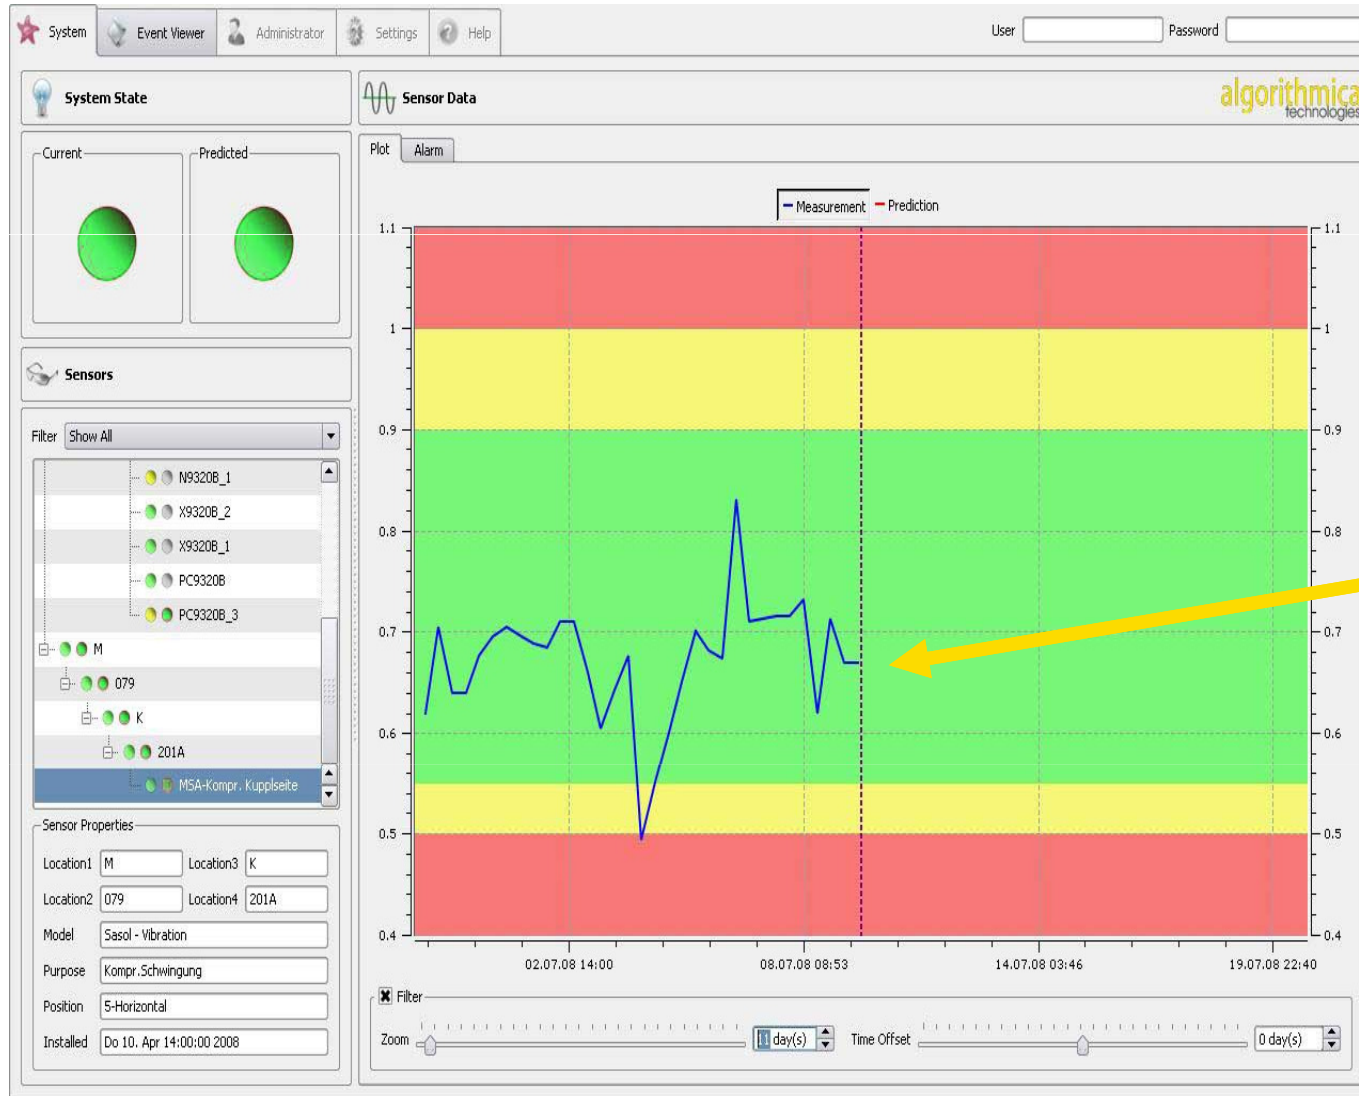 System Event Viewer Administrator Settings Help User Password
System State
Current Predicted
Sensors
Filter Show All
N9320B_1
X9320B_2
X9320B_1
PC9320B
PC9320B_3
M
079
K
201A
MSA-Kompr. Kupplseite
Sensor Properties
Location1 M Location3 K
Location2 079 Location4 201A
Model Sasol - Vibration
Purpose Kompr.Schwingung
Position 5-Horizontal
Installed Do 10. Apr 14:00:00 2008
Sensor Data
algorithmica
technologies
Plot Alarm
Measurement Prediction
1.1 1.1
1 1
0.9 0.9
0.8 0.8
0.7 0.7
0.6 0.6
0.5 0.5
0.4 0.4
02.07.08 14:00 08.07.08 08:53 14.07.08 03:46 19.07.08 22:40
Filter
Zoom 11 day(s) Time Offset 0 day(s)